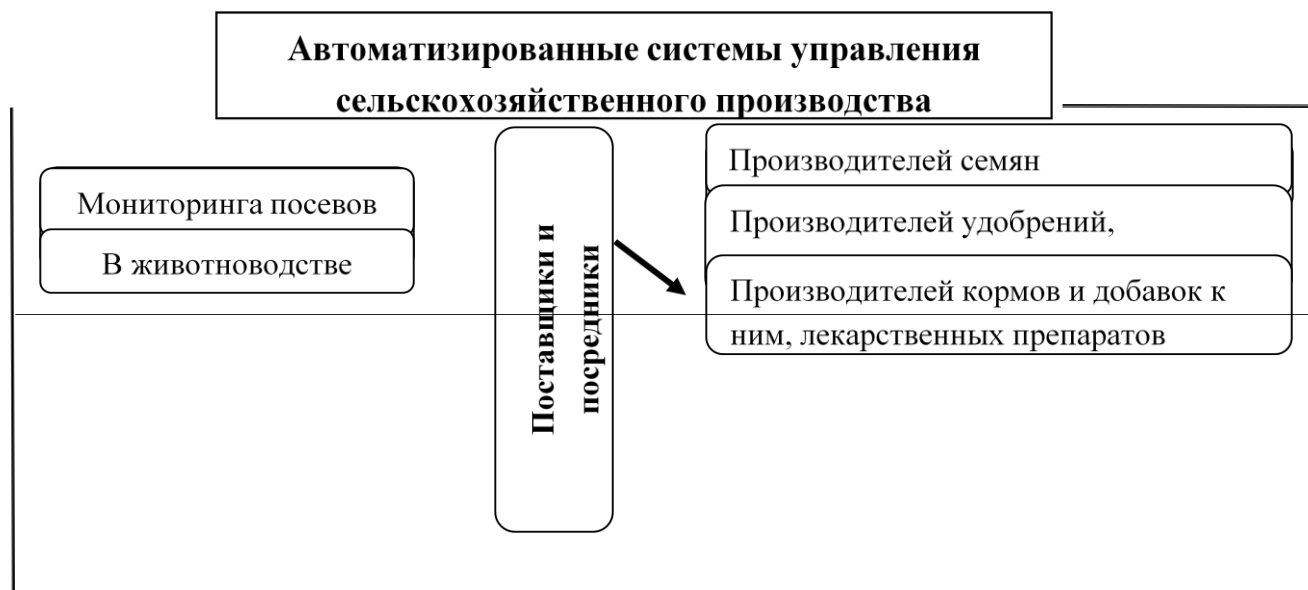 Автоматизированные системы управления
сельскохозяйственного производства
Мониторинга посевов
В животноводстве
Поставщики и
посредники
Производителей семян
Производителей удобрений,
Производителей кормов и добавок к
ним, лекарственных препаратов